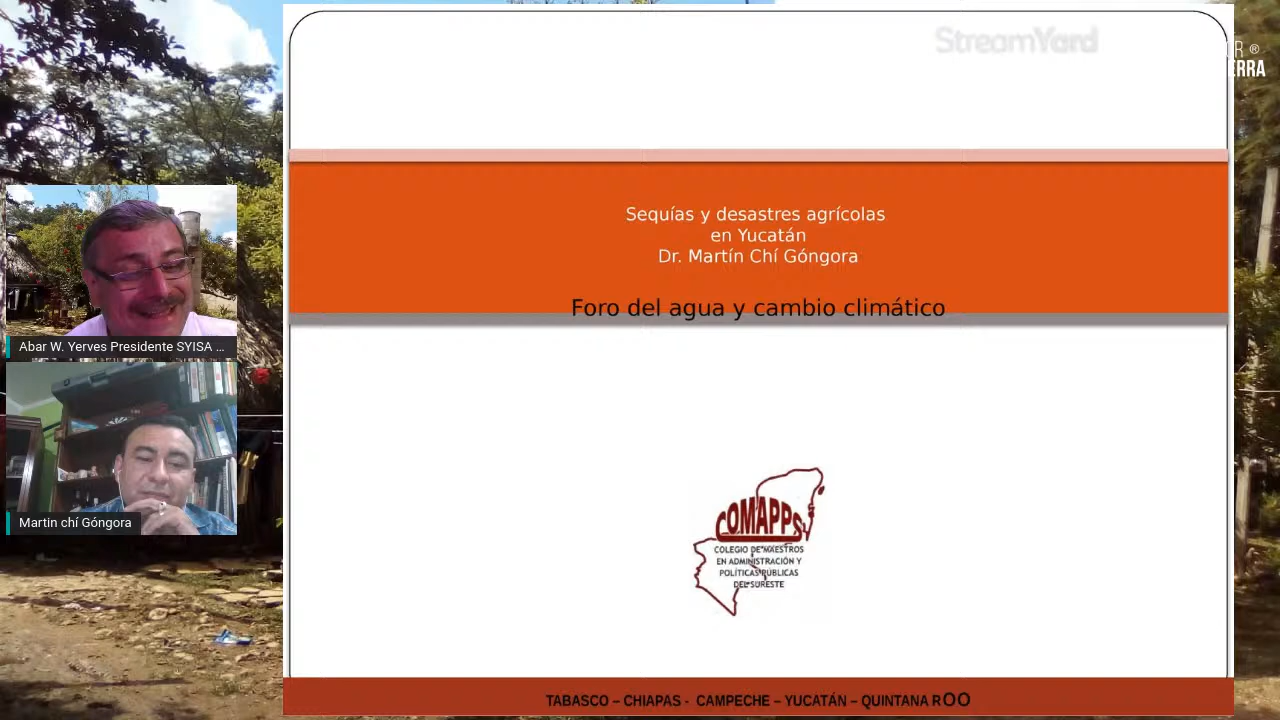 StreamYard
R ®
ERRA
Sequías y desastres agrícolas
en Yucatán
Dr. Martín Chí Góngora
Foro del agua y cambio climático
Abar W. Yerves Presidente SYISA ...
Martin chí Góngora
COMAPPS
COLEGIO DE MAESTROS
EN ADMINISTRACIÓN Y
POLÍTICAS PÚBLICAS
DEL SURESTE
TABASCO – CHIAPAS - CAMPECHE – YUCATÁN – QUINTANA ROO